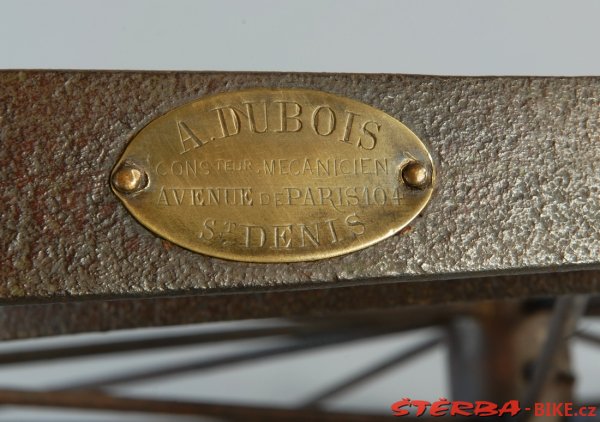 A. DUBOIS
CONSTEUR. MECANICIEN
AVENUE DE PARIS 104
ST DENIS
ŠTĚRBA-BIKE.cz